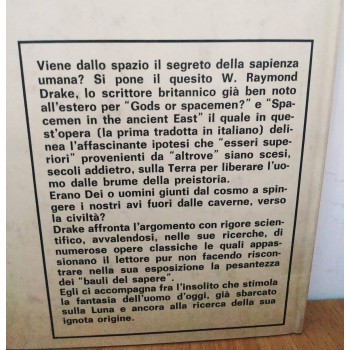 Viene dallo spazio il segreto della sapienza
umana? Si pone il quesito W. Raymond
Drake, lo scrittore britannico già ben noto
all'estero per "Gods or spacemen?" e "Spa-
cemen in the ancient East" il quale in que-
st'opera (la prima tradotta in italiano) deli-
nea l'affascinante ipotesi che "esseri supe-
riori" provenienti da "altrove" siano scesi,
secoli addietro, sulla Terra per liberare l'uo-
mo dalle brume della preistoria.
Erano Dei o uomini giunti dal cosmo a spin-
gere i nostri avi fuori dalle caverne, verso
la civiltà?
Drake affronta l'argomento con rigore scien-
tifico, avvalendosi, nelle sue ricerche, di
numerose opere classiche le quali appas-
sionano il lettore pur non facendo riscon-
trare nella sua esposizione la pesantezza
dei "bauli del sapere".
Egli ci accompagna fra l'insolito che stimola
la fantasia dell'uomo d'oggi, già sbarcato
sulla Luna e ancora alla ricerca della sua
ignota origine.